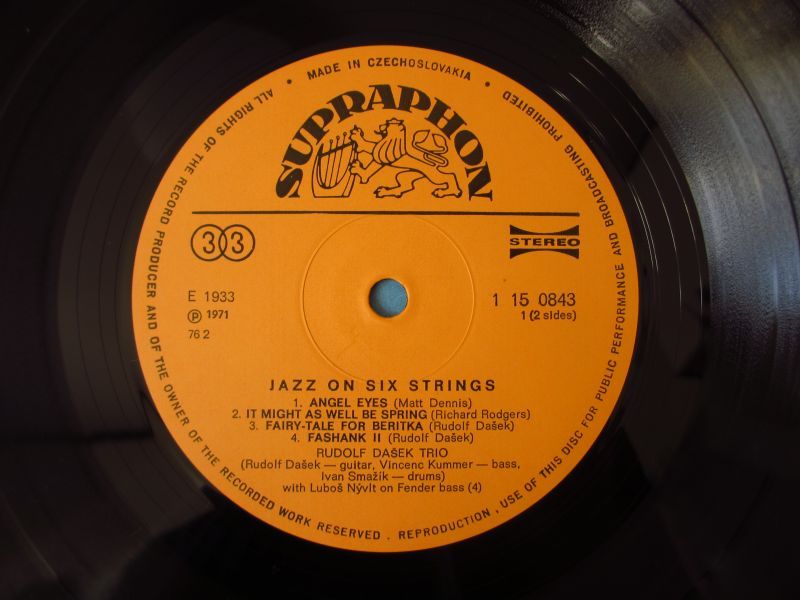 MADE IN CZECHOSLOVAKIA
SUPRAPHON
33
STEREO
E 1933
1 15 0843
Ⓟ 1971
1 (2 sides)
76 2
JAZZ ON SIX STRINGS
1. ANGEL EYES (Matt Dennis)
2. IT MIGHT AS WELL BE SPRING (Richard Rodgers)
3. FAIRY-TALE FOR BERITKA (Rudolf Dašek)
4. FASHANK II (Rudolf Dašek)
RUDOLF DAŠEK TRIO
(Rudolf Dašek — guitar, Vincenc Kummer — bass,
Ivan Smažík — drums)
with Luboš Nývlt on Fender bass (4)
ALL RIGHTS OF THE RECORD PRODUCER AND OF THE OWNER OF THE RECORDED WORK RESERVED . REPRODUCTION , USE OF THIS DISC FOR PUBLIC PERFORMANCE AND BROADCASTING PROHIBITED